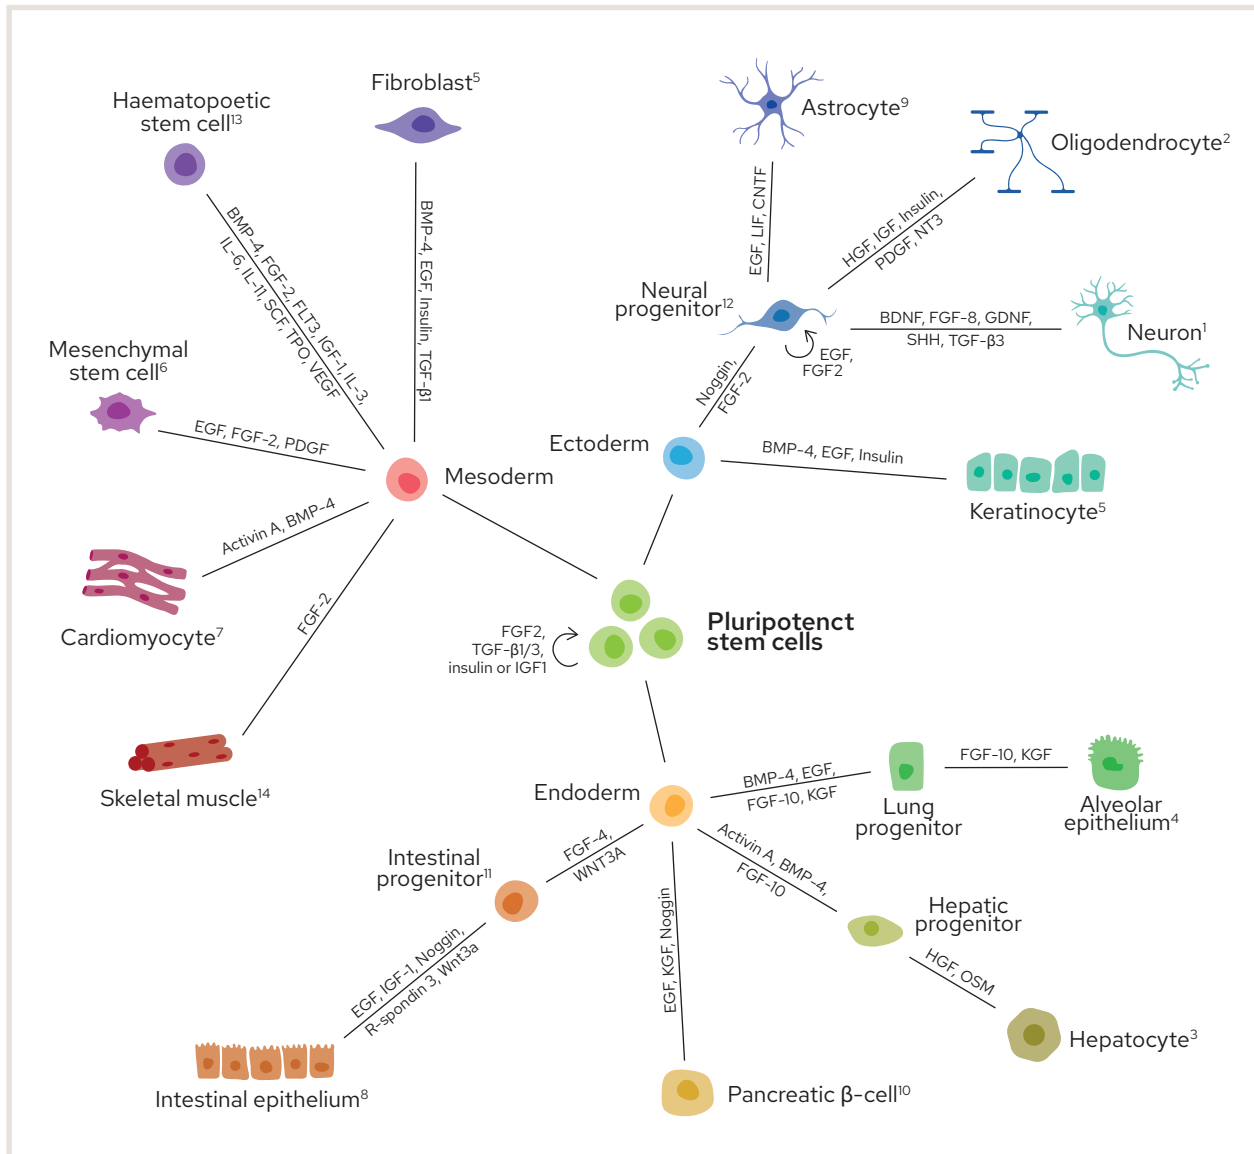 Fibroblast⁵
Haematopoetic
stem cell¹³
Astrocyte⁹
Oligodendrocyte²
BMP-4, FGF-2, FLT3, IGF-1, IL-3,
IL-6, IL-11, SCF, TPO, VEGF
BMP-4, EGF, Insulin, TGF-β1
EGF, LIF, CNTF
HGF, IGF, Insulin,
PDGF, NT3
Neural
progenitor¹²
EGF,
FGF2
BDNF, FGF-8, GDNF,
SHH, TGF-β3
Neuron¹
Mesenchymal
stem cell⁶
EGF, FGF-2, PDGF
Noggin,
FGF-2
Mesoderm
Ectoderm
BMP-4, EGF, Insulin
Keratinocyte⁵
Activin A, BMP-4
Cardiomyocyte⁷
FGF-2
FGF2,
TGF-β1/3,
insulin or IGF1
Pluripotenct
stem cells
Skeletal muscle¹⁴
Endoderm
BMP-4, EGF,
FGF-10, KGF
Lung
progenitor
FGF-10, KGF
Alveolar
epithelium⁴
FGF-4,
WNT3A
Intestinal
progenitor¹¹
Activin A, BMP-4,
FGF-10
Hepatic
progenitor
EGF, KGF, Noggin
HGF, OSM
EGF, IGF-1, Noggin,
R-spondin 3, Wnt3a
Hepatocyte³
Intestinal epithelium⁸
Pancreatic β-cell¹⁰